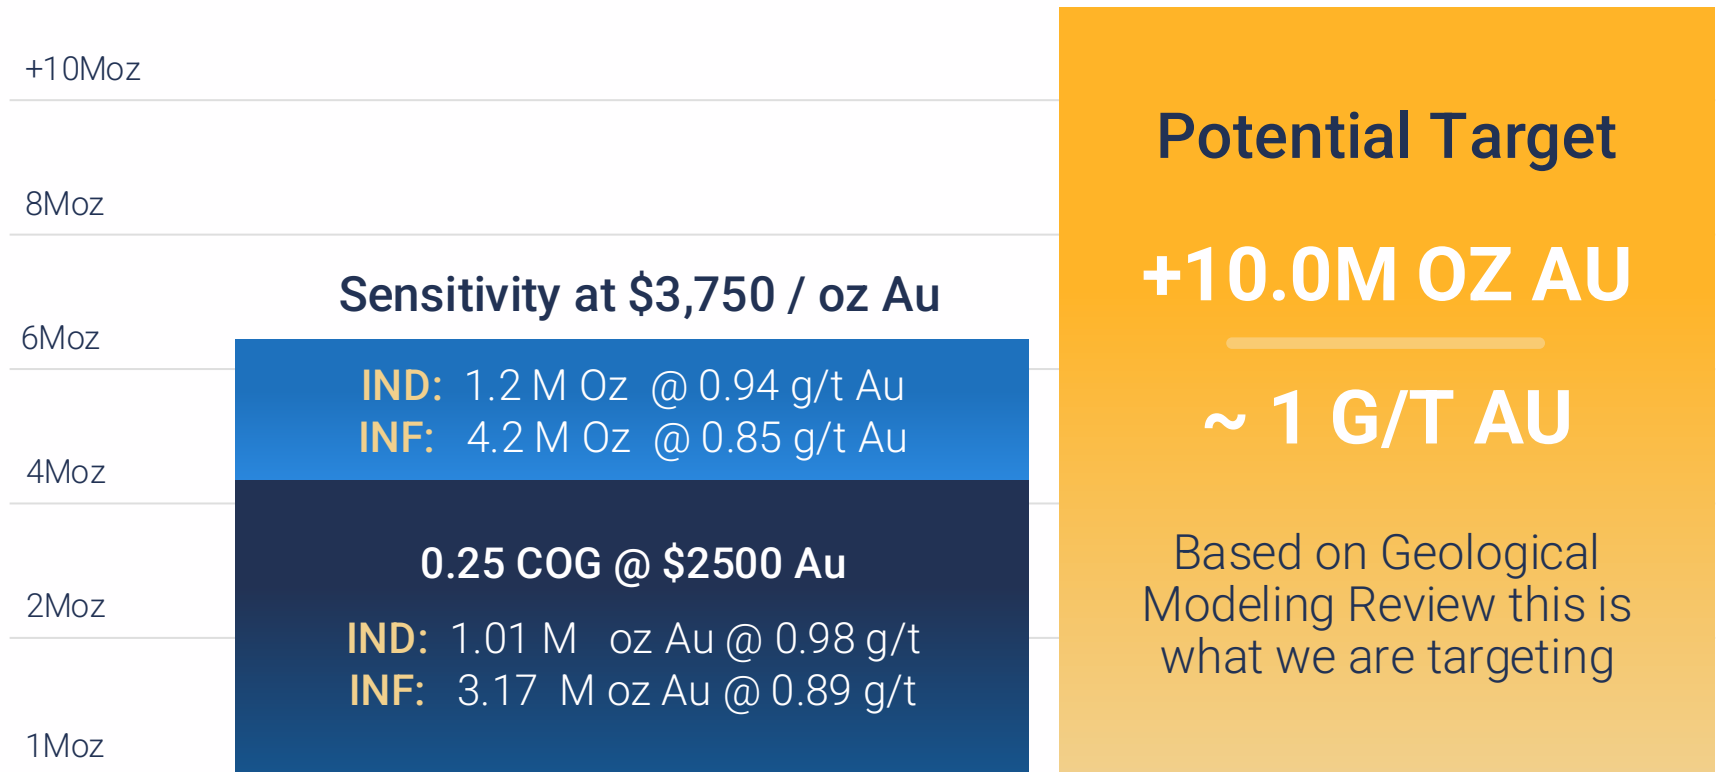 +10Moz
8Moz
6Moz
4Moz
2Moz
1Moz
Sensitivity at $3,750 / oz Au
IND: 1.2 M Oz @ 0.94 g/t Au
INF: 4.2 M Oz @ 0.85 g/t Au
0.25 COG @ $2500 Au
IND: 1.01 M oz Au @ 0.98 g/t
INF: 3.17 M oz Au @ 0.89 g/t
Potential Target
+10.0M OZ AU
~ 1 G/T AU
Based on Geological
Modeling Review this is
what we are targeting